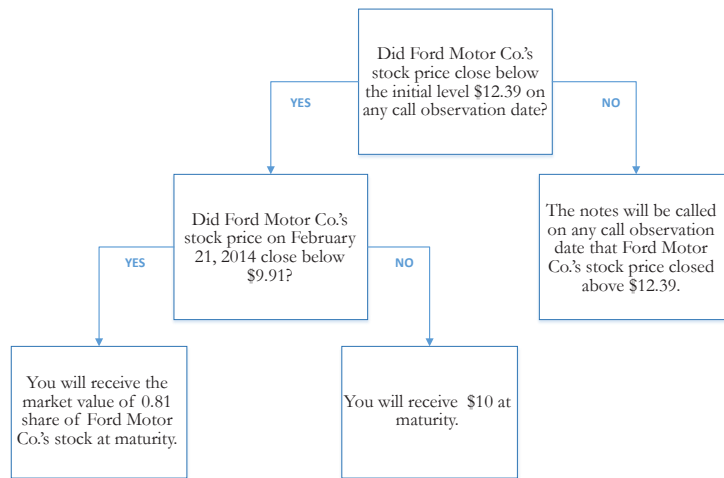 Did Ford Motor Co.'s
stock price close below
the initial level $12.39 on
any call observation date?
YES
NO
Did Ford Motor Co.'s
stock price on February
21, 2014 close below
$9.91?
The notes will be called
on any call observation
date that Ford Motor
Co.'s stock price closed
above $12.39.
YES
NO
You will receive the
market value of 0.81
share of Ford Motor
Co.'s stock at maturity.
You will receive $10 at
maturity.